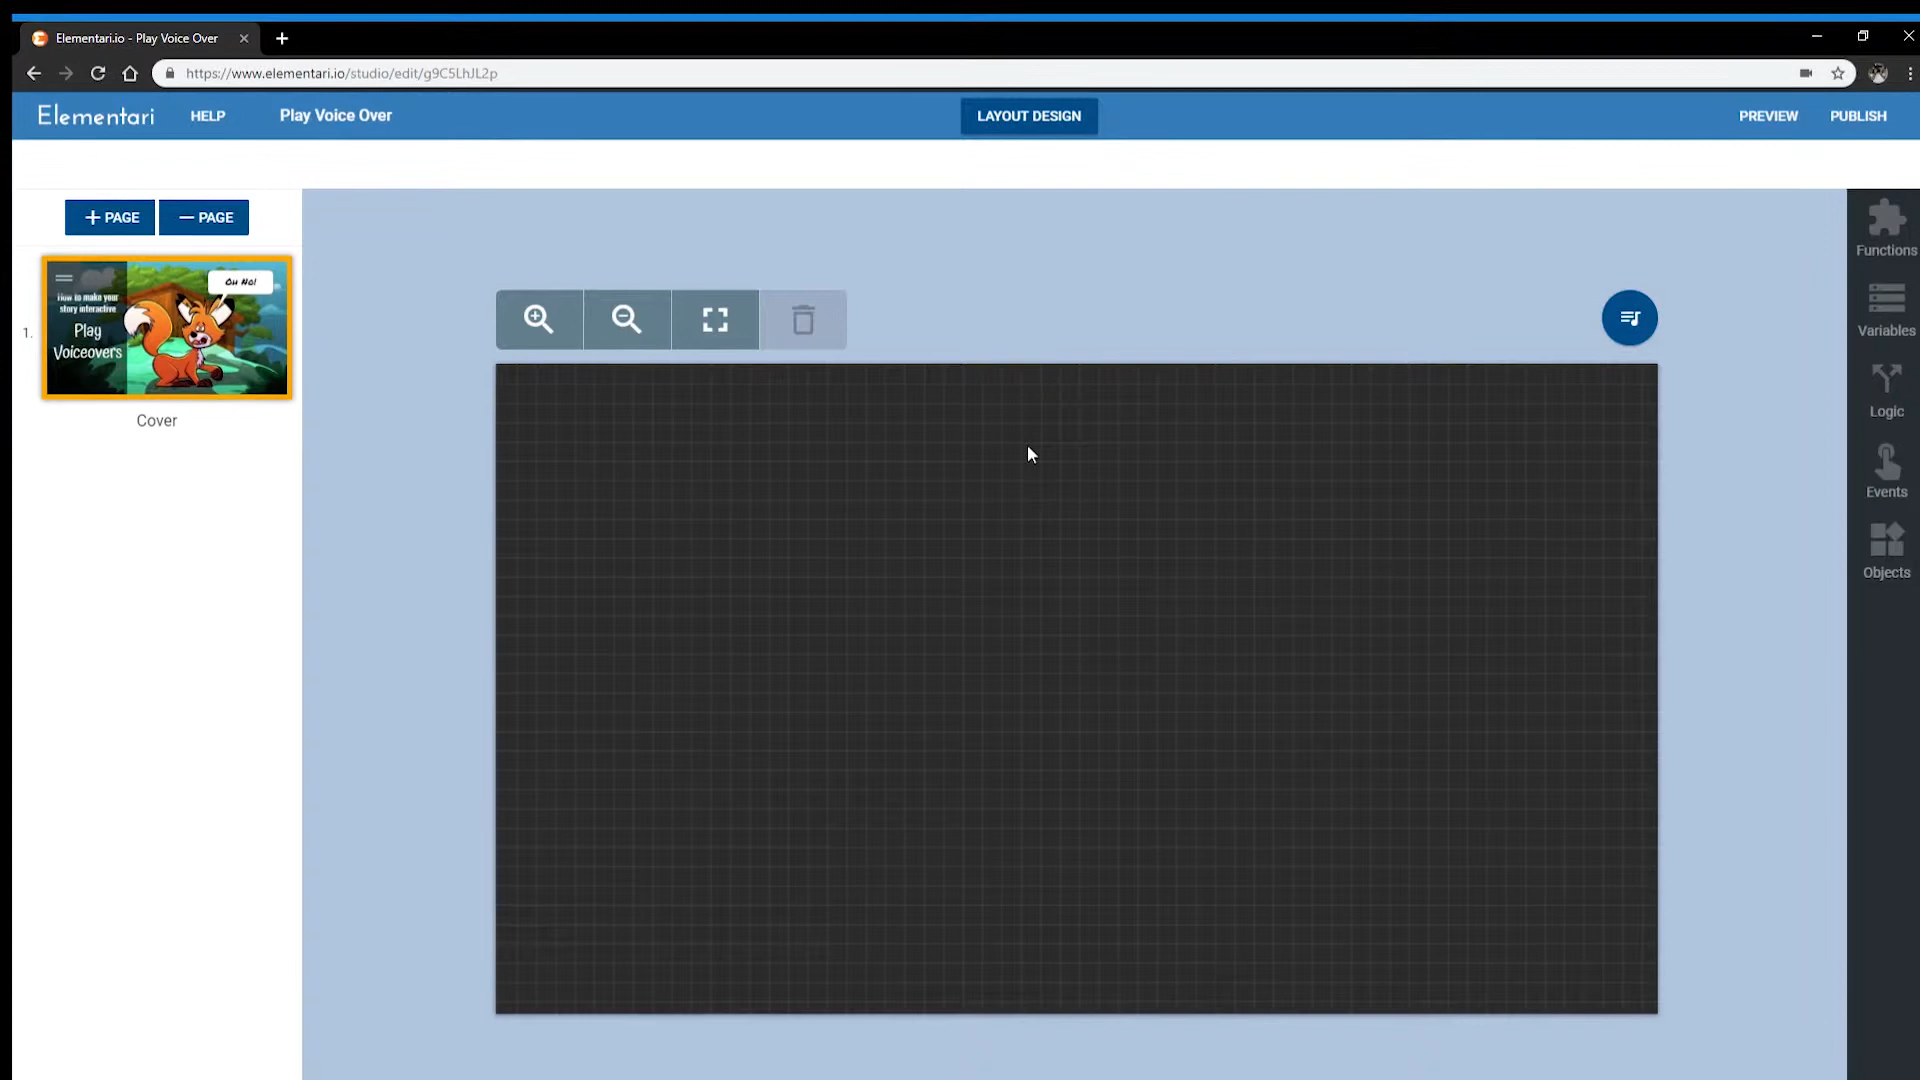 Elementari.io - Play Voice Over
https://www.elementari.io/studio/edit/g9C5LhJL2p
Elementari HELP Play Voice Over LAYOUT DESIGN PREVIEW PUBLISH
PAGE PAGE
Functions
Variables
Logic
Events
Objects
1.
Oh No!
How to make your
story interactive
Play
Voiceovers
Cover